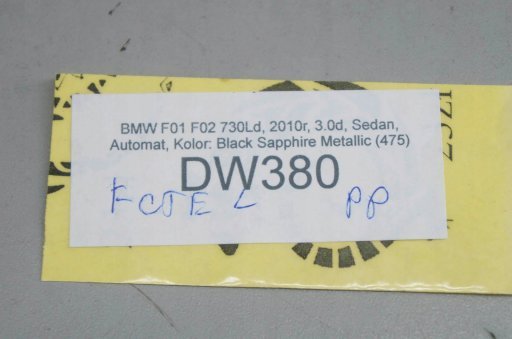 BMW F01 F02 730Ld, 2010r, 3.0d, Sedan,
Automat, Kolor: Black Sapphire Metallic (475)
DW380
PP